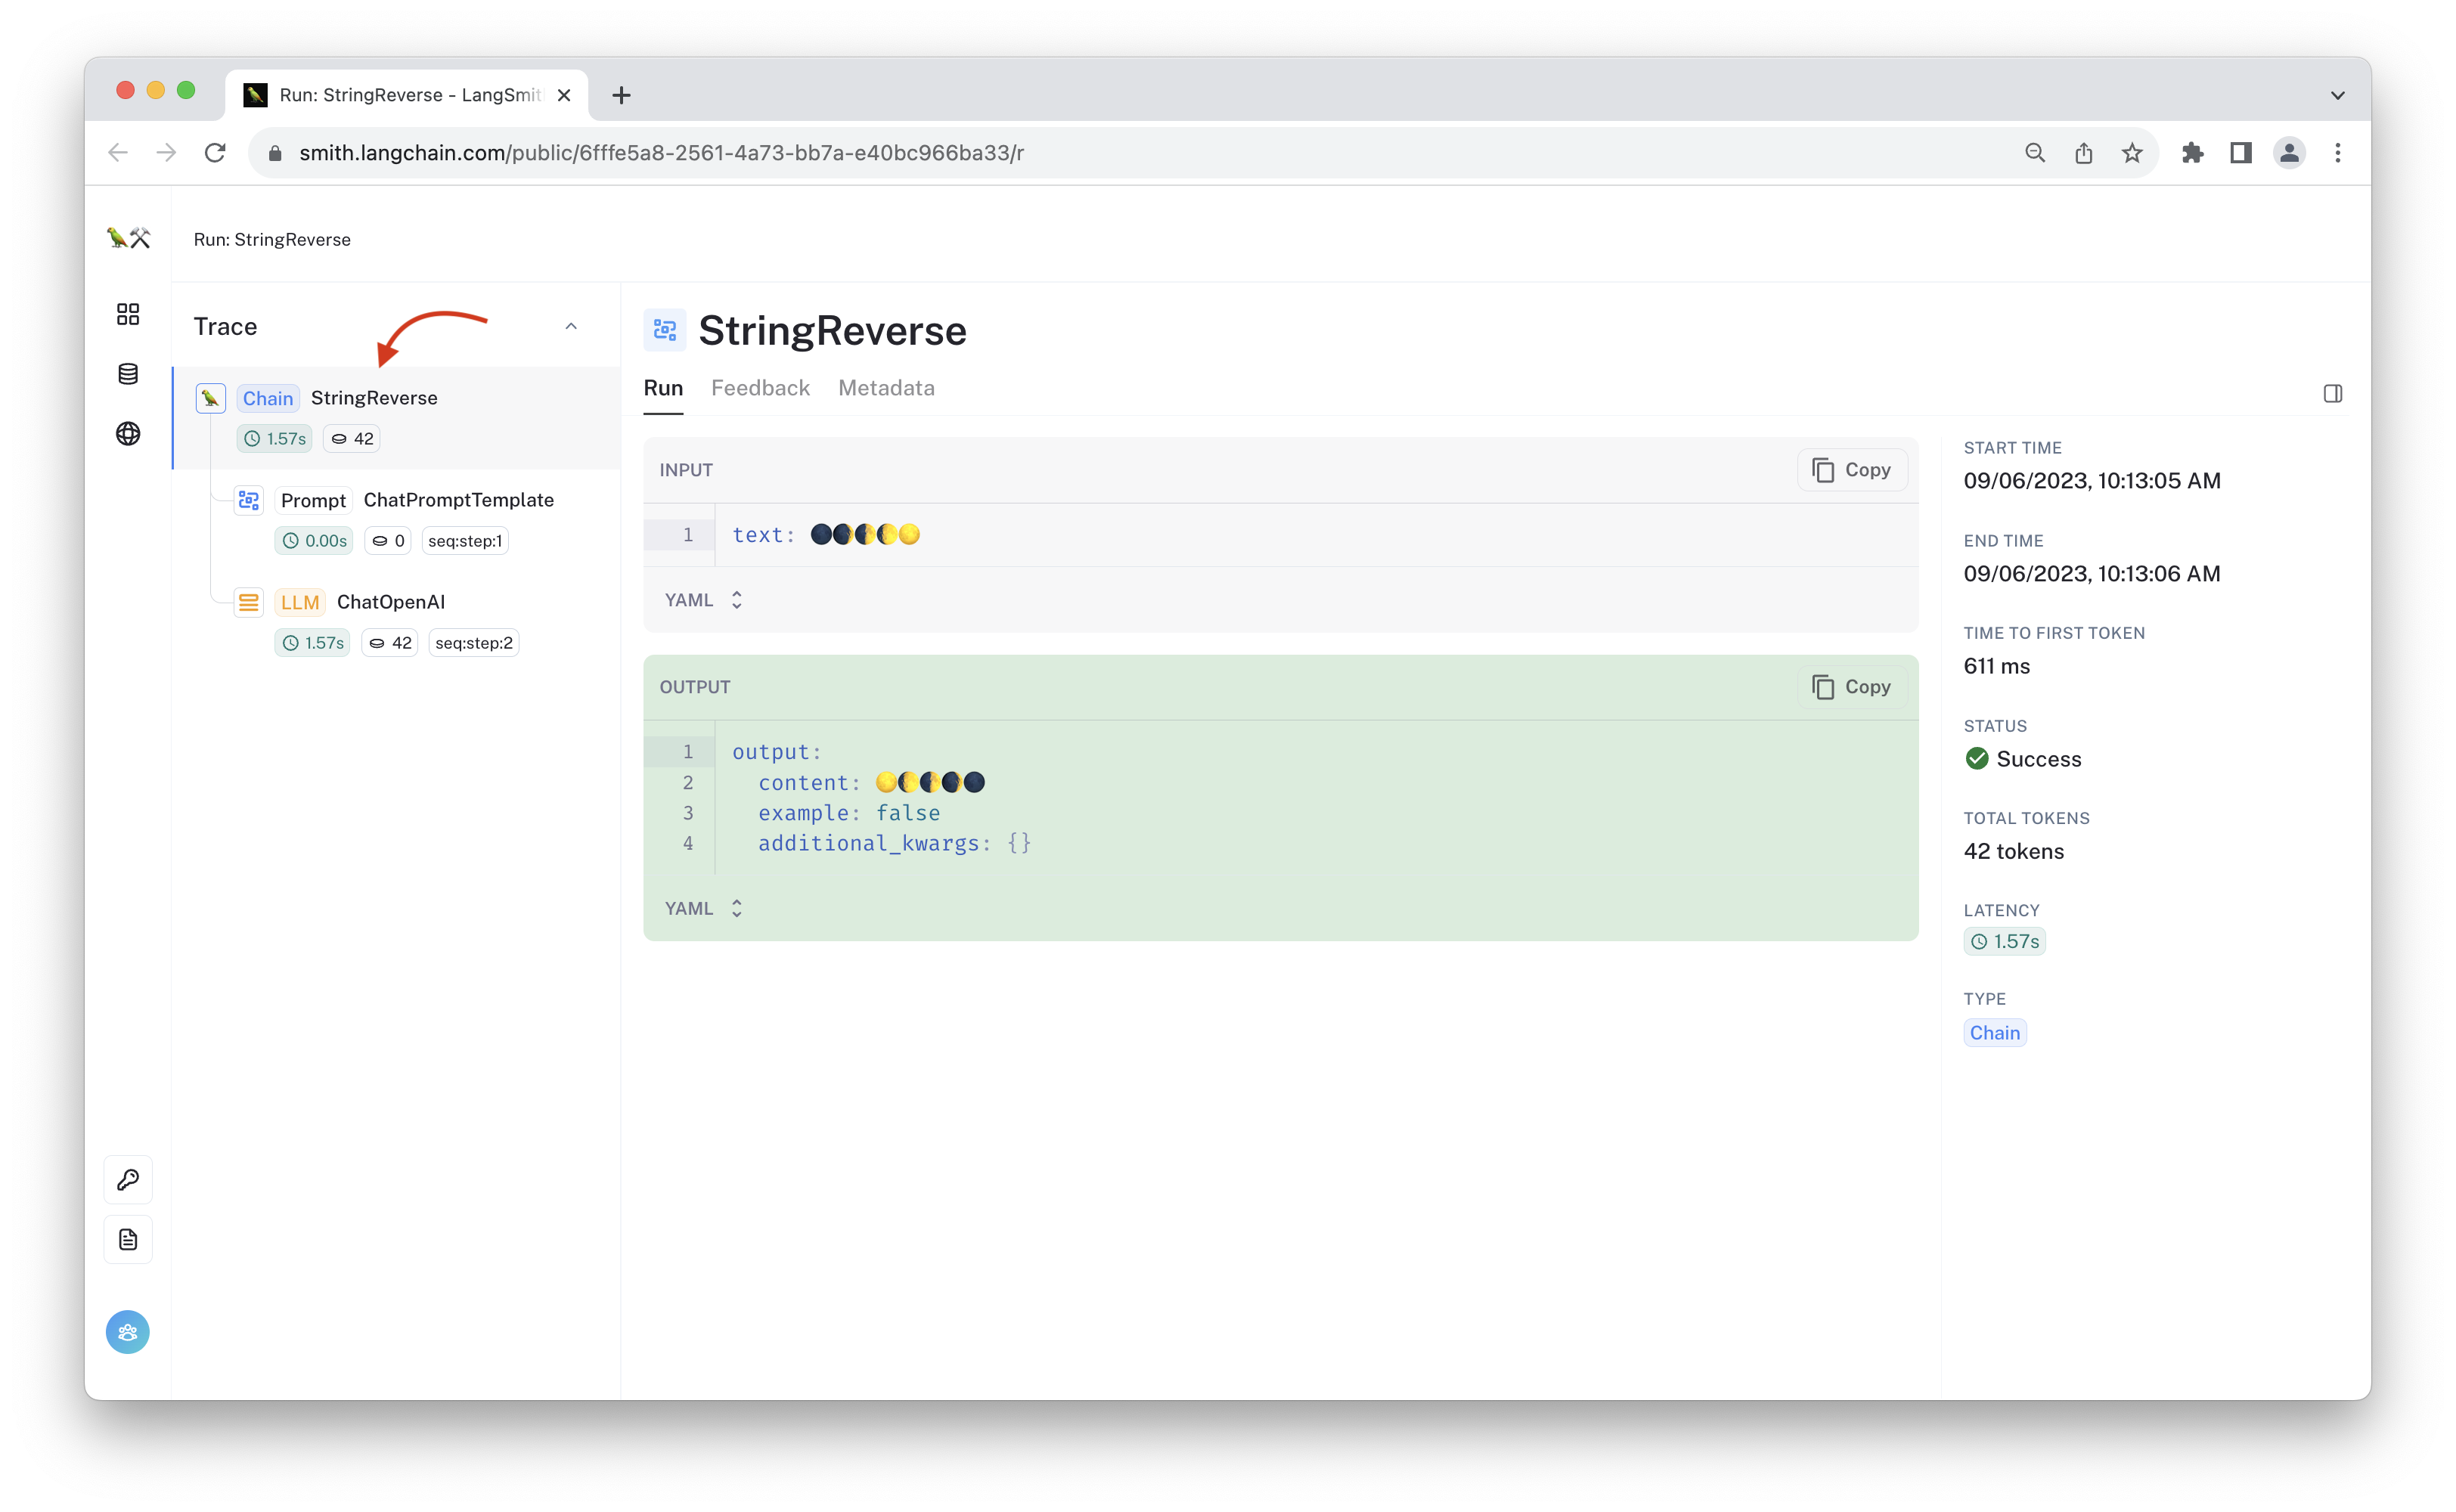 Run: StringReverse - LangSmit
smith.langchain.com/public/6fffe5a8-2561-4a73-bb7a-e40bc966ba33/r
Run: StringReverse
Trace
Chain StringReverse
1.57s 42
Prompt ChatPromptTemplate
0.00s 0 seq:step:1
LLM ChatOpenAI
1.57s 42 seq:step:2
StringReverse
Run Feedback Metadata
INPUT Copy
1 text: 🌑🌒🌓🌔🌕
YAML
OUTPUT Copy
1 output:
2 content: 🌕🌔🌓🌒🌑
3 example: false
4 additional_kwargs: {}
YAML
START TIME
09/06/2023, 10:13:05 AM
END TIME
09/06/2023, 10:13:06 AM
TIME TO FIRST TOKEN
611 ms
STATUS
Success
TOTAL TOKENS
42 tokens
LATENCY
1.57s
TYPE
Chain